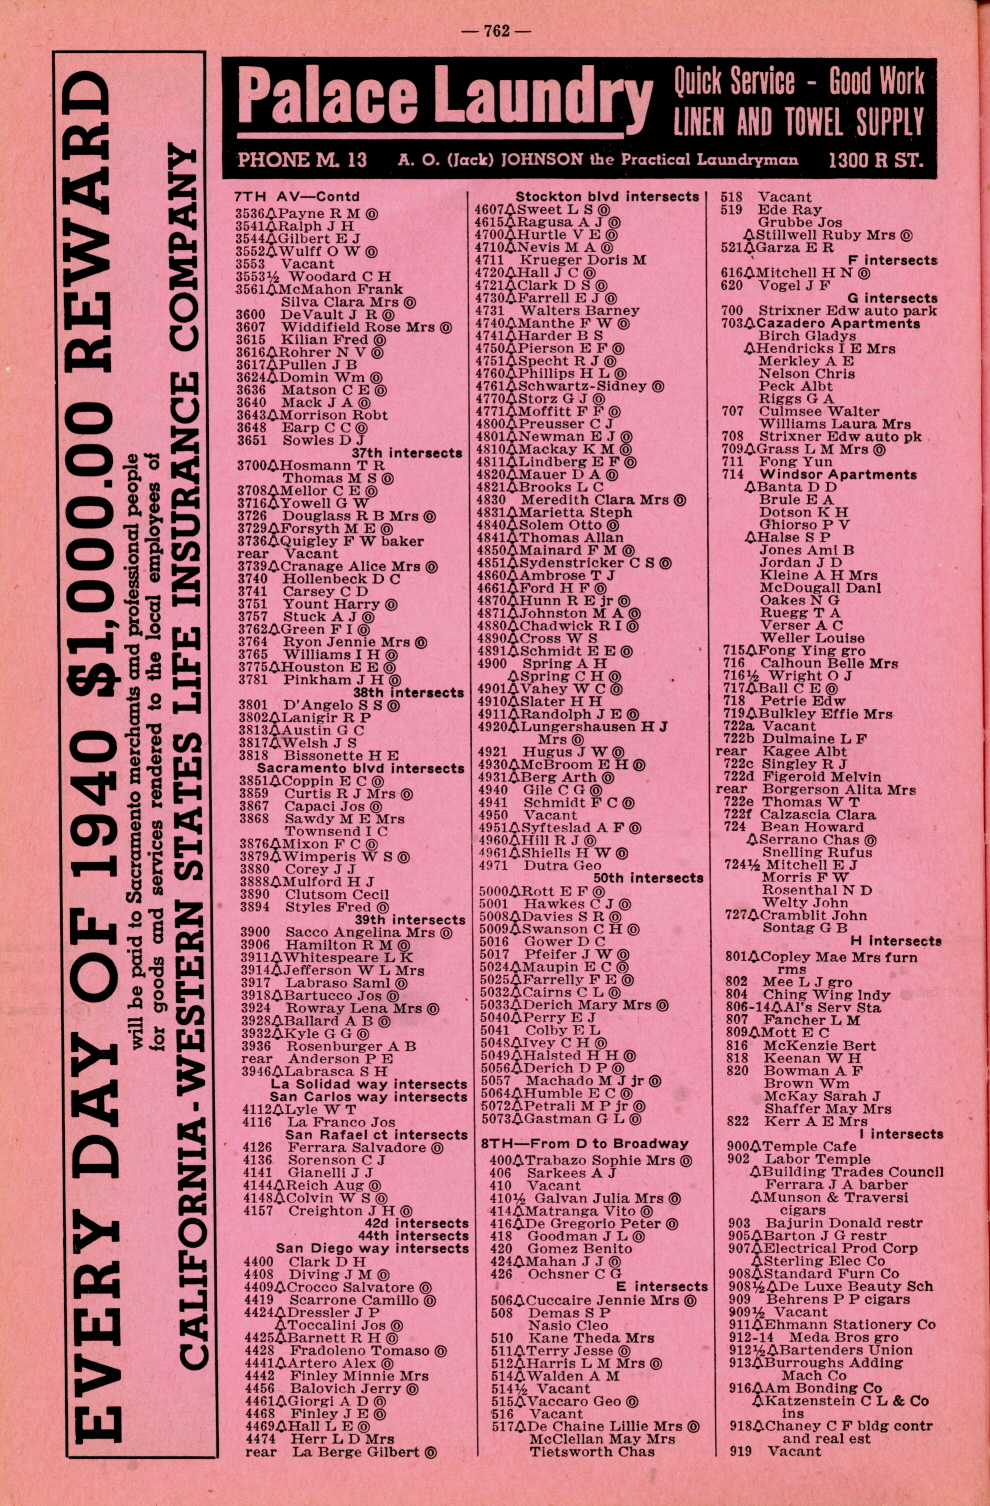 — 762 —
EVERY DAY OF 1940 $1,000.00 REWARD
will be paid to Sacramento merchants and professional people
for goods and services rendered to the local employees of
CALIFORNIA-WESTERN STATES LIFE INSURANCE COMPANY
Palace Laundry
Quick Service - Good Work
LINEN AND TOWEL SUPPLY
PHONE M. 13 A. O. (Jack) JOHNSON the Practical Laundryman 1300 R ST.
7TH AV—Contd
3536△Payre R M ⓞ
3541△Ralph J H
3544△Gilbert E J
3552△Wulff O W ⓞ
3553 Vacant
3553½ Woodard C H
3561△McMahon Frank
Silva Clara Mrs ⓞ
3600 DeVault J R ⓞ
3607 Widdifield Rose Mrs ⓞ
3615 Kilian Fred ⓞ
3616△Rohrer N V ⓞ
3617△Pullen J B
3624△Domin Wm ⓞ
3636 Matson C E ⓞ
3640 Mack J A ⓞ
3643△Morrison Robt
3648 Earp C C ⓞ
3651 Sowles D J
37th intersects
3700△Hosmann T R
Thomas M S ⓞ
3708△Mellor C E ⓞ
3716△Yowell G W
3726 Douglass R B Mrs ⓞ
3729△Forsyth M E ⓞ
3736△Quigley F W baker
rear Vacant
3739△Cranage Alice Mrs ⓞ
3740 Hollenbeck D C
3741 Carsey C D
3751 Yount Harry ⓞ
3757 Stuck A J ⓞ
3762△Green F I ⓞ
3764 Ryon Jennie Mrs ⓞ
3765 Williams I H ⓞ
3775△Houston E E ⓞ
3781 Pinkham J H ⓞ
38th intersects
3801 D'Angelo S S ⓞ
3802△Lanigir R P
3813△Austin G C
3817△Welsh J S
3818 Bissonette H E
Sacramento blvd intersects
3851△Coppin E C ⓞ
3859 Curtis R J Mrs ⓞ
3867 Capaci Jos ⓞ
3868 Sawdy M E Mrs
Townsend I C
3876△Mixon F C ⓞ
3879△Wimperis W S ⓞ
3880 Corey J J
3888△Mulford H J
3890 Clutsom Cecil
3894 Styles Fred ⓞ
39th intersects
3900 Sacco Angelina Mrs ⓞ
3906 Hamilton R M ⓞ
3911△Whitespeare L K
3914△Jefferson W L Mrs
3917 Labraso Saml ⓞ
3918△Bartucco Jos ⓞ
3924 Rowray Lena Mrs ⓞ
3928△Ballard A B ⓞ
3932△Kyle G G ⓞ
3936 Rosenburger A B
rear Anderson P E
3946△Labrasca S H
La Solidad way intersects
San Carlos way intersects
4112△Lyle W T
4116 La Franco Jos
San Rafael ct intersects
4126 Ferrara Salvadore ⓞ
4136 Sorenson C J
4141 Gianelli J J
4144△Reich Aug ⓞ
4148△Colvin W S ⓞ
4157 Creighton J H ⓞ
42d intersects
44th intersects
San Diego way intersects
4400 Clark D H
4408 Diving J M ⓞ
4409△Crocco Salvatore ⓞ
4419 Scarrone Camillo ⓞ
4424△Dressler J P
△Toccalini Jos ⓞ
4425△Barnett R H ⓞ
4428 Fradoleno Tomaso ⓞ
4441△Artero Alex ⓞ
4442 Finley Minnie Mrs
4456 Balovich Jerry ⓞ
4461△Giorgi A D ⓞ
4468 Finley J E ⓞ
4469△Hall L E ⓞ
4474 Herr L D Mrs
rear La Berge Gilbert ⓞ
Stockton blvd intersects
4607△Sweet L S ⓞ
4615△Ragusa A J ⓞ
4700△Hurtle V E ⓞ
4710△Nevis M A ⓞ
4711 Krueger Doris M
4720△Hall J C ⓞ
4721△Clark D S ⓞ
4730△Farrell E J ⓞ
4731 Walters Barney
4740△Manthe F W ⓞ
4741△Harder B S
4750△Pierson E F ⓞ
4751△Specht R J ⓞ
4760△Phillips H L ⓞ
4761△Schwartz-Sidney ⓞ
4770△Storz G J ⓞ
4771△Moffitt F F ⓞ
4800△Preusser C J
4801△Newman E J ⓞ
4810△Mackay K M ⓞ
4811△Lindberg E F ⓞ
4820△Mauer D A ⓞ
4821△Brooks L C
4830 Meredith Clara Mrs ⓞ
4831△Marietta Steph
4840△Solem Otto ⓞ
4841△Thomas Allan
4850△Mainard F M ⓞ
4851△Sydenstricker C S ⓞ
4860△Ambrose T J
4661△Ford H F ⓞ
4870△Hunn R E jr ⓞ
4871△Johnston M A ⓞ
4880△Chadwick R I ⓞ
4890△Cross W S
4891△Schmidt E E ⓞ
4900 Spring A H
△Spring C H ⓞ
4901△Vahey W C ⓞ
4910△Slater H H
4911△Randolph J E ⓞ
4920△Lungershausen H J
Mrs ⓞ
4921 Hugus J W ⓞ
4930△McBroom E H ⓞ
4931△Berg Arth ⓞ
4940 Gile C G ⓞ
4941 Schmidt F C ⓞ
4950 Vacant
4951△Syfteslad A F ⓞ
4960△Hill R J ⓞ
4961△Shiells H W ⓞ
4971 Dutra Geo
50th intersects
5000△Rott E F ⓞ
5001 Hawkes C J ⓞ
5008△Davies S R ⓞ
5009△Swanson C H ⓞ
5016 Gower D C
5017 Pfeifer J W ⓞ
5024△Maupin E C ⓞ
5025△Farrelly F E ⓞ
5032△Cairns C L ⓞ
5033△Derich Mary Mrs ⓞ
5040△Perry E J
5041 Colby E L
5048△Ivey C H ⓞ
5049△Halsted H H ⓞ
5056△Derich D P ⓞ
5057 Machado M J jr ⓞ
5064△Humble E C ⓞ
5072△Petrali M P jr ⓞ
5073△Gastman G L ⓞ
8TH—From D to Broadway
400△Trabazo Sophie Mrs ⓞ
406 Sarkees A J
410 Vacant
410½ Galvan Julia Mrs ⓞ
414△Matranga Vito ⓞ
416△De Gregorio Peter ⓞ
418 Goodman J L ⓞ
420 Gomez Benito
424△Mahan J J ⓞ
426 Ochsner C G
E intersects
506△Cuccaire Jennie Mrs ⓞ
508 Demas S P
Nasio Cleo
510 Kane Theda Mrs
511△Terry Jesse ⓞ
512△Harris L M Mrs ⓞ
514△Walden A M
514½ Vacant
515△Vaccaro Geo ⓞ
516 Vacant
517△De Chaine Lillie Mrs ⓞ
McClellan May Mrs
Tietsworth Chas
518 Vacant
519 Ede Ray
Grubbe Jos
△Stillwell Ruby Mrs ⓞ
521△Garza E R
F intersects
616△Mitchell H N ⓞ
620 Vogel J F
G intersects
700 Strixner Edw auto park
703△Cazadero Apartments
Birch Gladys
△Hendricks I E Mrs
Merkley A E
Nelson Chris
Peck Albt
Riggs G A
707 Culmsee Walter
Williams Laura Mrs
708 Strixner Edw auto pk
709△Grass L M Mrs ⓞ
711 Fong Yun
714 Windsor Apartments
△Banta D D
Brule E A
Dotson K H
Ghiorso P V
△Halse S P
Jones Ami B
Jordan J D
Kleine A H Mrs
McDougall Danl
Oakes N G
Ruegg T A
Verser A C
Weller Louise
715△Fong Ying gro
716 Calhoun Belle Mrs
716½ Wright O J
717△Ball C E ⓞ
718 Petrie Edw
719△Bulkley Effie Mrs
722a Vacant
722b Dulmaine L F
rear Kagee Albt
722c Singley R J
722d Figeroid Melvin
rear Borgerson Alita Mrs
722e Thomas W T
722f Calzascia Clara
724 Bean Howard
△Serrano Chas ⓞ
Snelling Rufus
724½ Mitchell E J
Morris F W
Rosenthal N D
Welty John
727△Cramblit John
Sontag G B
H intersects
801△Copley Mae Mrs furn
rms
802 Mee L J gro
804 Ching Wing lndy
806-14△Al's Serv Sta
807 Fancher L M
809△Mott E C
816 McKenzie Bert
818 Keenan W H
820 Bowman A F
Brown Wm
McKay Sarah J
Shaffer May Mrs
822 Kerr A E Mrs
I intersects
900△Temple Cafe
902 Labor Temple
△Building Trades Council
Ferrara J A barber
△Munson & Traversi
cigars
903 Bajurin Donald restr
905△Barton J G restr
907△Electrical Prod Corp
△Sterling Elec Co
908△Standard Furn Co
908½△De Luxe Beauty Sch
909 Behrens P P cigars
909½ Vacant
911△Ehmann Stationery Co
912-14 Meda Bros gro
912½△Bartenders Union
913△Burroughs Adding
Mach Co
916△Am Bonding Co
△Katzenstein C L & Co
ins
918△Chaney C F bldg contr
and real est
919 Vacant